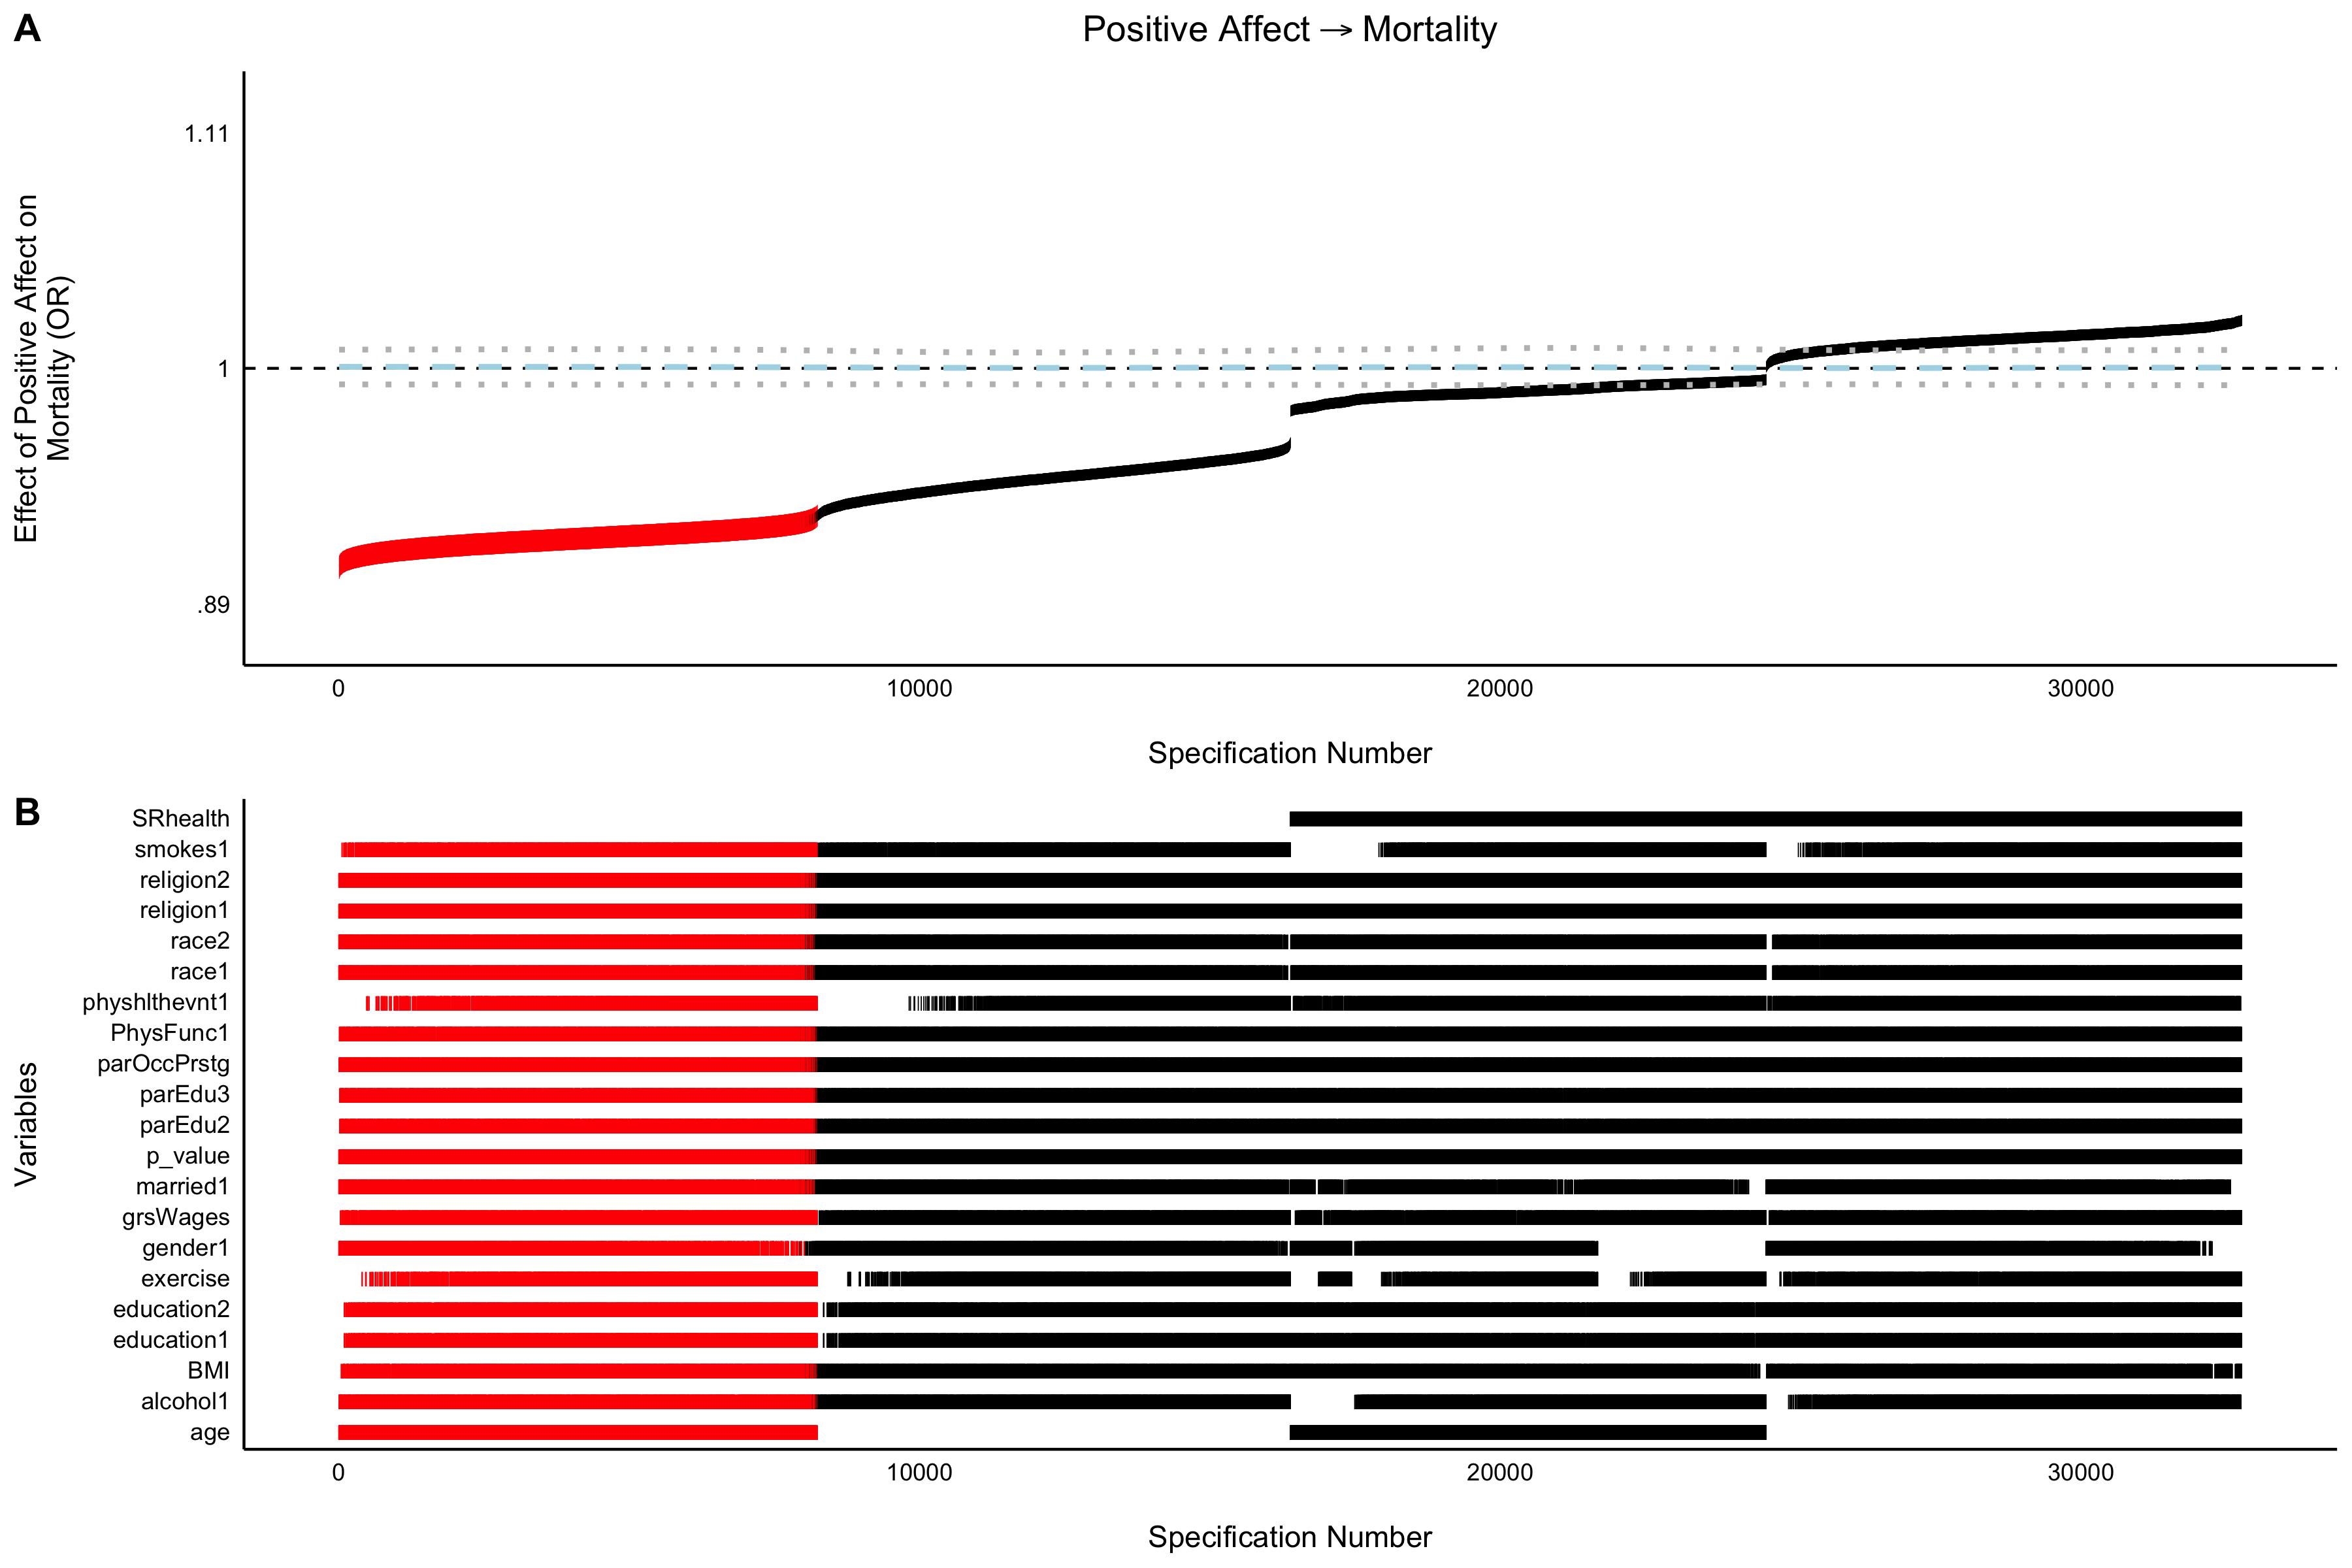 A
Positive Affect → Mortality
Effect of Positive Affect on
Mortality (OR)
1.11
1
.89
0 10000 20000 30000
Specification Number
B
Variables
SRhealth
smokes1
religion2
religion1
race2
race1
physhlthevnt1
PhysFunc1
parOccPrstg
parEdu3
parEdu2
p_value
married1
grsWages
gender1
exercise
education2
education1
BMI
alcohol1
age
0 10000 20000 30000
Specification Number